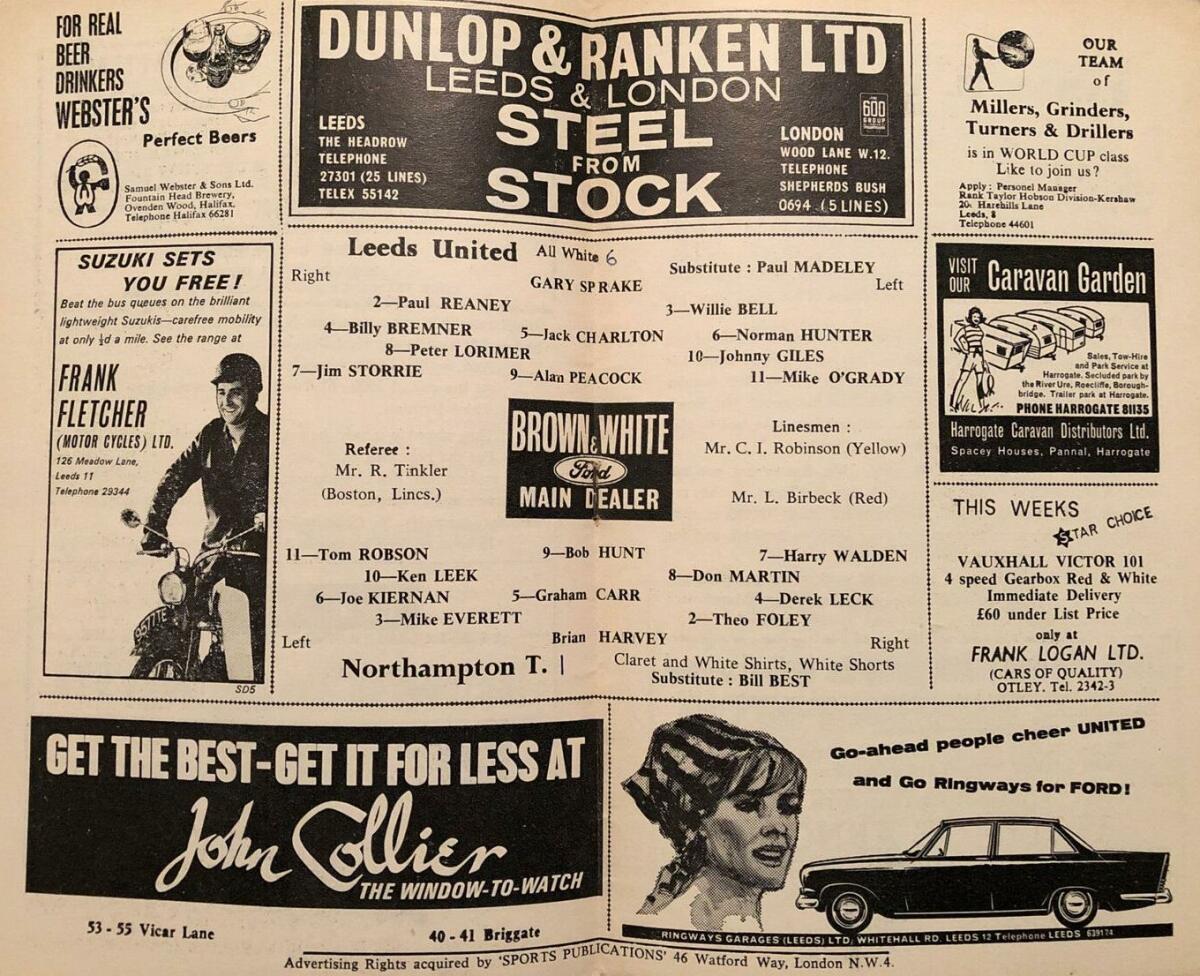 FOR REAL
BEER
DRINKERS
WEBSTER'S
Perfect Beers
Samuel Webster & Sons Ltd.
Fountain Head Brewery,
Ovenden Wood, Halifax.
Telephone Halifax 66281
DUNLOP & RANKEN LTD
LEEDS & LONDON
STEEL
FROM
STOCK
LEEDS
THE HEADROW
TELEPHONE
27301 (25 LINES)
TELEX 55142
600
GROUP
LONDON
WOOD LANE W.12.
TELEPHONE
SHEPHERDS BUSH
0694 (5 LINES)
OUR
TEAM
of
Millers, Grinders,
Turners & Drillers
is in WORLD CUP class
Like to join us?
Apply: Personel Manager
Rank Taylor Hobson Division-Kershaw
20, Harehills Lane
Leeds, 8
Telephone 44601
SUZUKI SETS
YOU FREE!
Beat the bus queues on the brilliant
lightweight Suzukis—carefree mobility
at only ½d a mile. See the range at
FRANK
FLETCHER
(MOTOR CYCLES) LTD.
126 Meadow Lane,
Leeds 11
Telephone 29344
SD5
Leeds United All White 6
Substitute : Paul MADELEY
Right GARY SPRAKE Left
2—Paul REANEY 3—Willie BELL
4—Billy BREMNER 5—Jack CHARLTON 6—Norman HUNTER
8—Peter LORIMER 10—Johnny GILES
7—Jim STORRIE 9—Alan PEACOCK 11—Mike O'GRADY
Referee :
Mr. R. Tinkler
(Boston, Lincs.)
BROWN & WHITE
Ford
MAIN DEALER
Linesmen :
Mr. C. I. Robinson (Yellow)
Mr. L. Birbeck (Red)
11—Tom ROBSON 9—Bob HUNT 7—Harry WALDEN
10—Ken LEEK 8—Don MARTIN
6—Joe KIERNAN 5—Graham CARR 4—Derek LECK
3—Mike EVERETT 2—Theo FOLEY
Left Brian HARVEY Right
Northampton T. 1 Claret and White Shirts, White Shorts
Substitute : Bill BEST
VISIT
OUR
Caravan Garden
Sales, Tow-Hire
and Park Service at
Harrogate. Secluded park by
the River Ure, Roecliffe, Borough-
bridge. Trailer park at Harrogate.
PHONE HARROGATE 81135
Harrogate Caravan Distributors Ltd.
Spacey Houses, Pannal, Harrogate
THIS WEEKS
STAR CHOICE
VAUXHALL VICTOR 101
4 speed Gearbox Red & White
Immediate Delivery
£60 under List Price
only at
FRANK LOGAN LTD.
(CARS OF QUALITY)
OTLEY. Tel. 2342-3
GET THE BEST-GET IT FOR LESS AT
John Collier
THE WINDOW-TO-WATCH
53 - 55 Vicar Lane 40 - 41 Briggate
Go-ahead people cheer UNITED
and Go Ringways for FORD!
RINGWAYS GARAGES (LEEDS) LTD, WHITEHALL RD. LEEDS 12 Telephone LEEDS 639174
Advertising Rights acquired by 'SPORTS PUBLICATIONS' 46 Watford Way, London N.W.4.